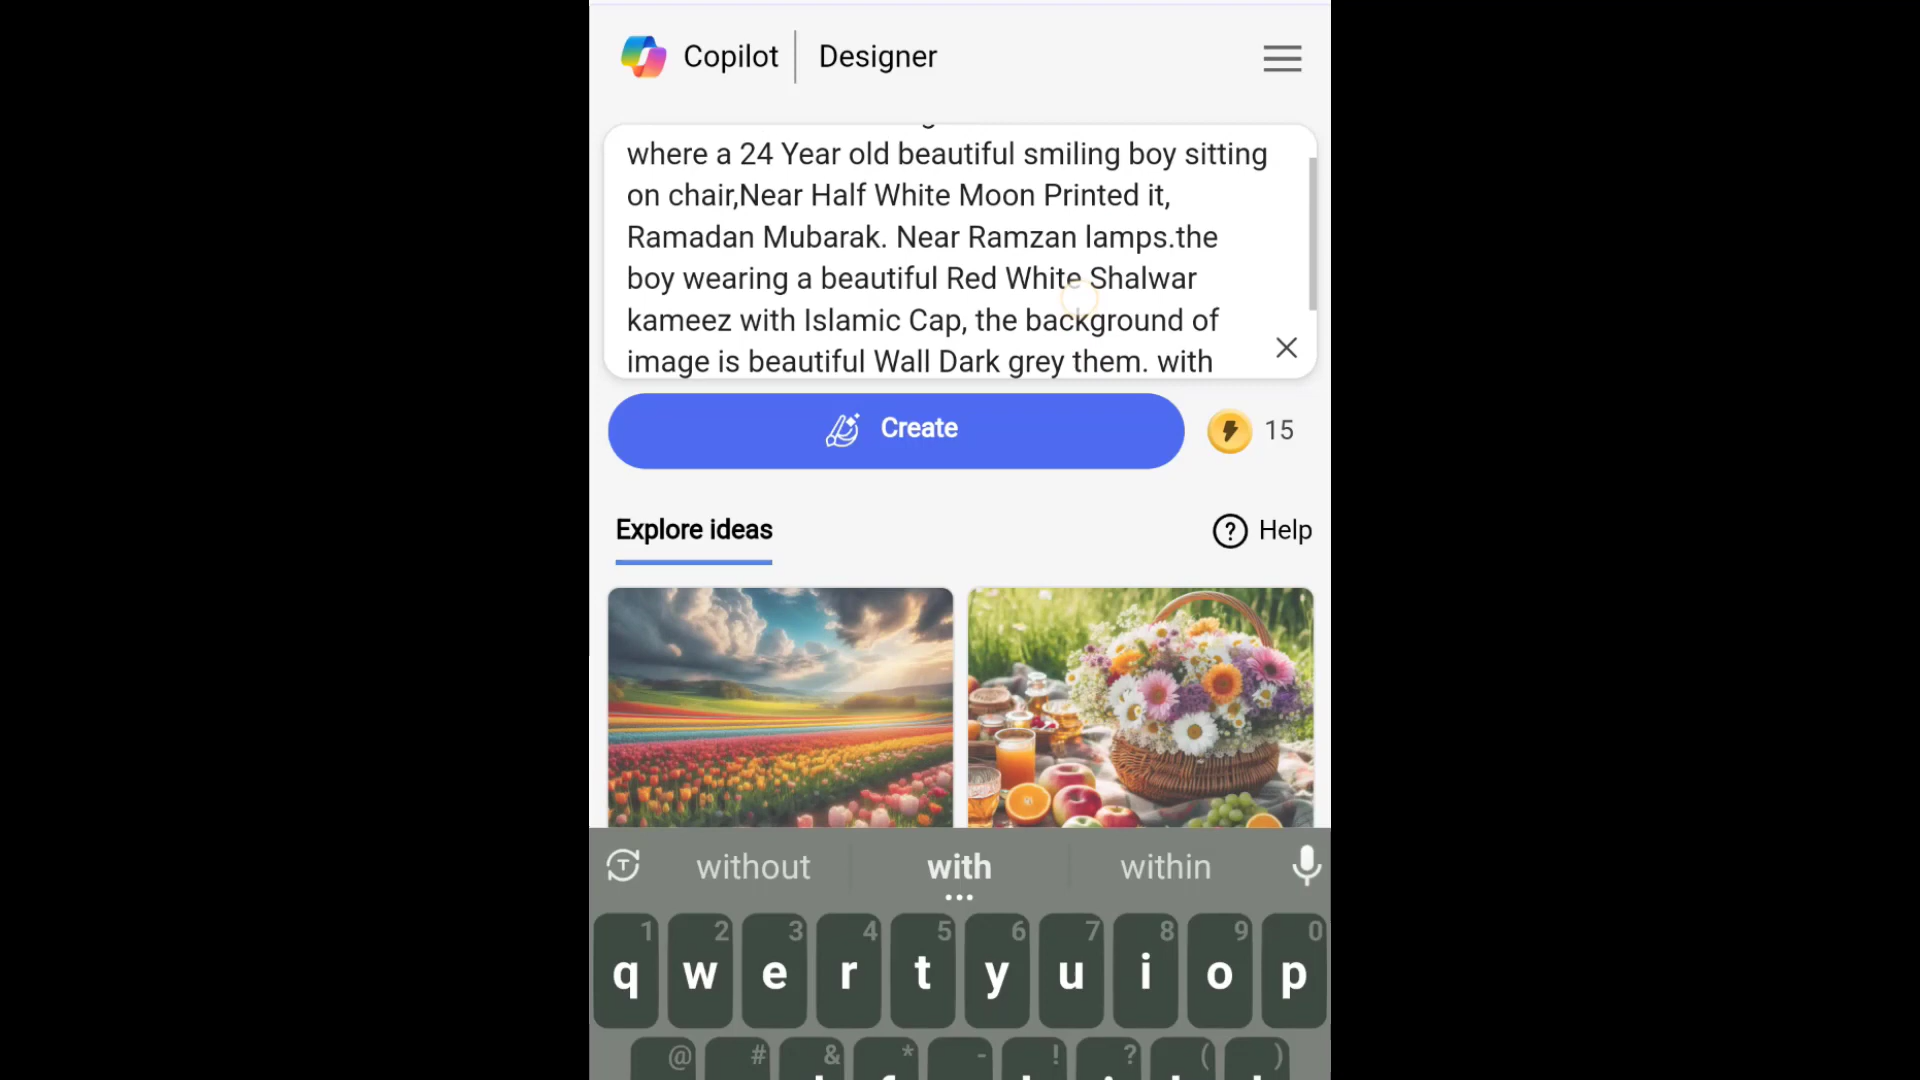 Copilot | Designer
where a 24 Year old beautiful smiling boy sitting
on chair,Near Half White Moon Printed it,
Ramadan Mubarak. Near Ramzan lamps.the
boy wearing a beautiful Red White Shalwar
kameez with Islamic Cap, the background of
image is beautiful Wall Dark grey them. with
Create 15
Explore ideas
? Help
without with within
1 2 3 4 5 6 7 8 9 0
q w e r t y u i o p
@ # & * - ! ? ( )